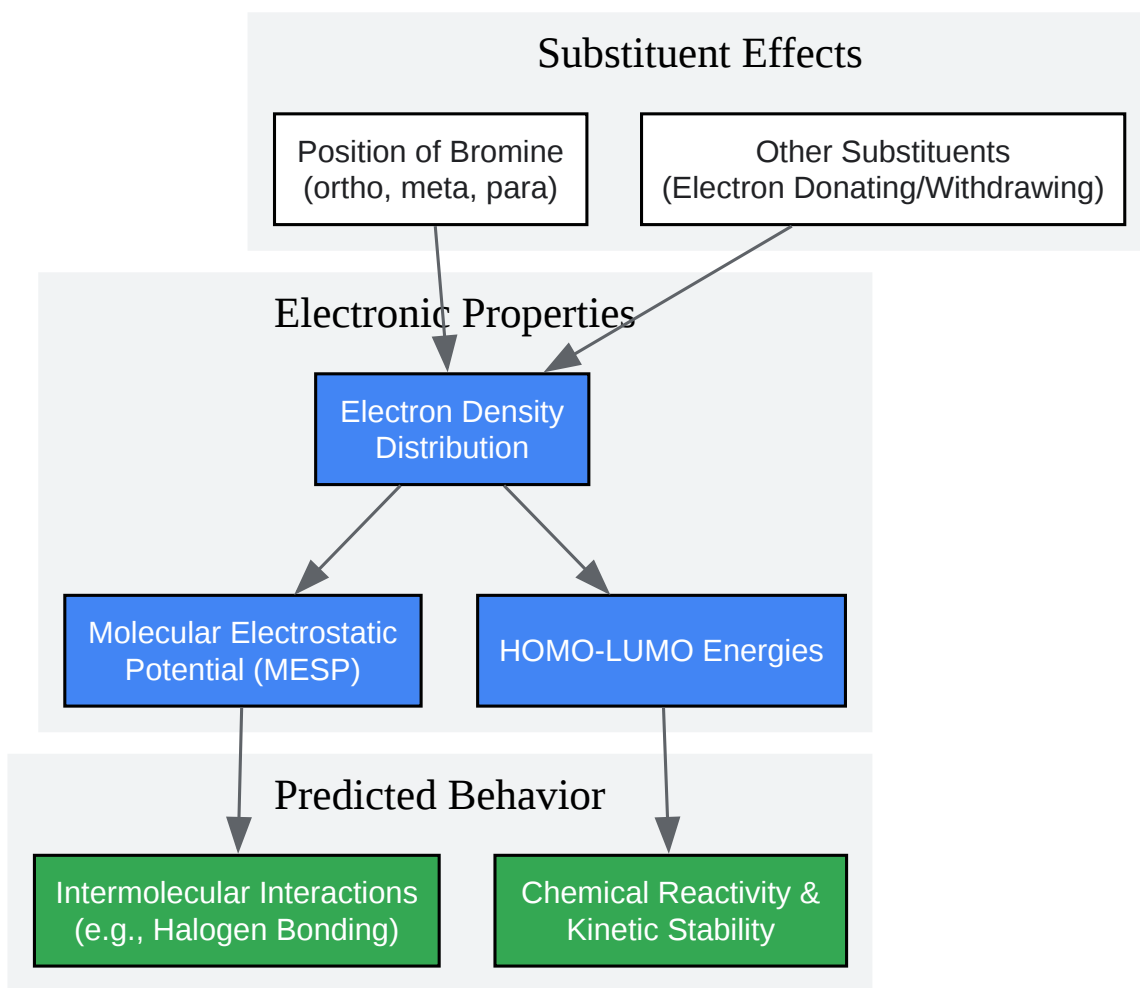 Substituent Effects
Position of Bromine
(ortho, meta, para)
Other Substituents
(Electron Donating/Withdrawing)
Electronic Properties
Electron Density
Distribution
Molecular Electrostatic
Potential (MESP)
HOMO-LUMO Energies
Predicted Behavior
Intermolecular Interactions
(e.g., Halogen Bonding)
Chemical Reactivity &
Kinetic Stability